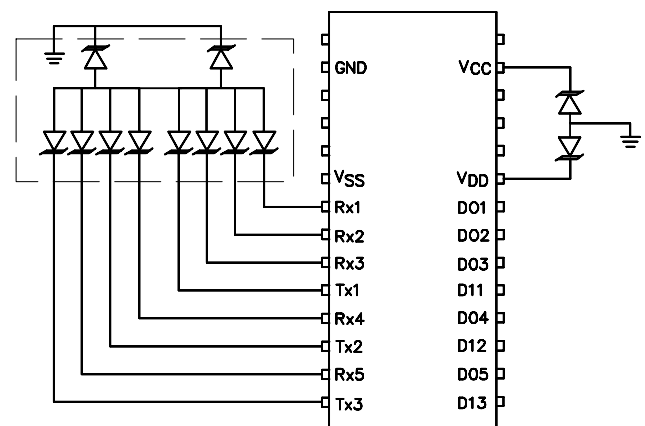 GND VCC
VSS VDD
Rx1 DO1
Rx2 DO2
Rx3 DO3
Tx1 D11
Rx4 DO4
Tx2 D12
Rx5 DO5
Tx3 D13